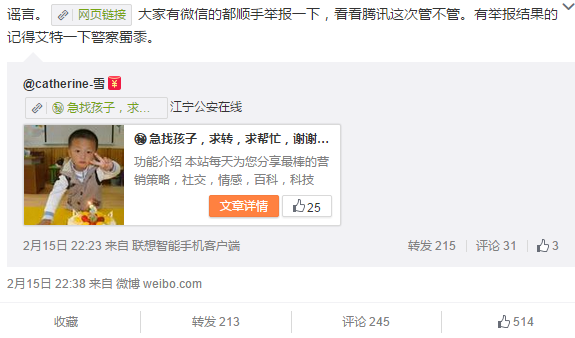 谣言。 网页链接 大家有微信的都顺手举报一下，看看腾讯这次管不管。有举报结果的
记得艾特一下警察蜀黍。
@catherine-雪
急找孩子，求... 江宁公安在线
急找孩子，求转，求帮忙，谢谢...
功能介绍 本站每天为您分享最棒的营
销策略，社交，情感，百科，科技
文章详情 25
2月15日 22:23 来自 联想智能手机客户端 转发 215 评论 31 3
2月15日 22:38 来自 微博 weibo.com
收藏 转发 213 评论 245 514